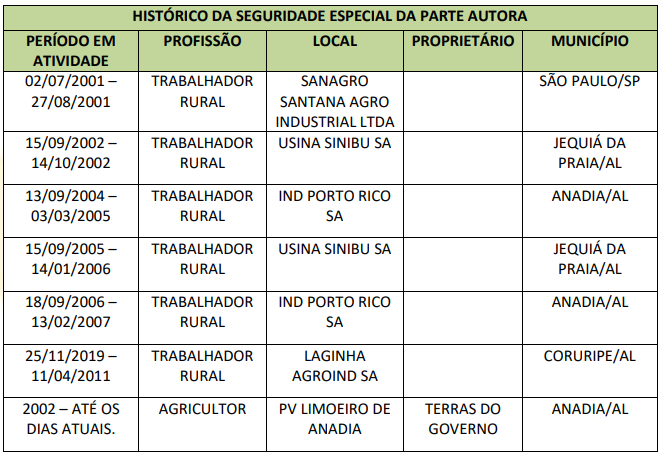 HISTÓRICO DA SEGURIDADE ESPECIAL DA PARTE AUTORA
PERÍODO EM ATIVIDADE PROFISSÃO LOCAL PROPRIETÁRIO MUNICÍPIO
02/07/2001 – 27/08/2001 TRABALHADOR RURAL SANAGRO SANTANA AGRO INDUSTRIAL LTDA SÃO PAULO/SP
15/09/2002 – 14/10/2002 TRABALHADOR RURAL USINA SINIBU SA JEQUIÁ DA PRAIA/AL
13/09/2004 – 03/03/2005 TRABALHADOR RURAL IND PORTO RICO SA ANADIA/AL
15/09/2005 – 14/01/2006 TRABALHADOR RURAL USINA SINIBU SA JEQUIÁ DA PRAIA/AL
18/09/2006 – 13/02/2007 TRABALHADOR RURAL IND PORTO RICO SA ANADIA/AL
25/11/2019 – 11/04/2011 TRABALHADOR RURAL LAGINHA AGROIND SA CORURIPE/AL
2002 – ATÉ OS DIAS ATUAIS. AGRICULTOR PV LIMOEIRO DE ANADIA TERRAS DO GOVERNO ANADIA/AL